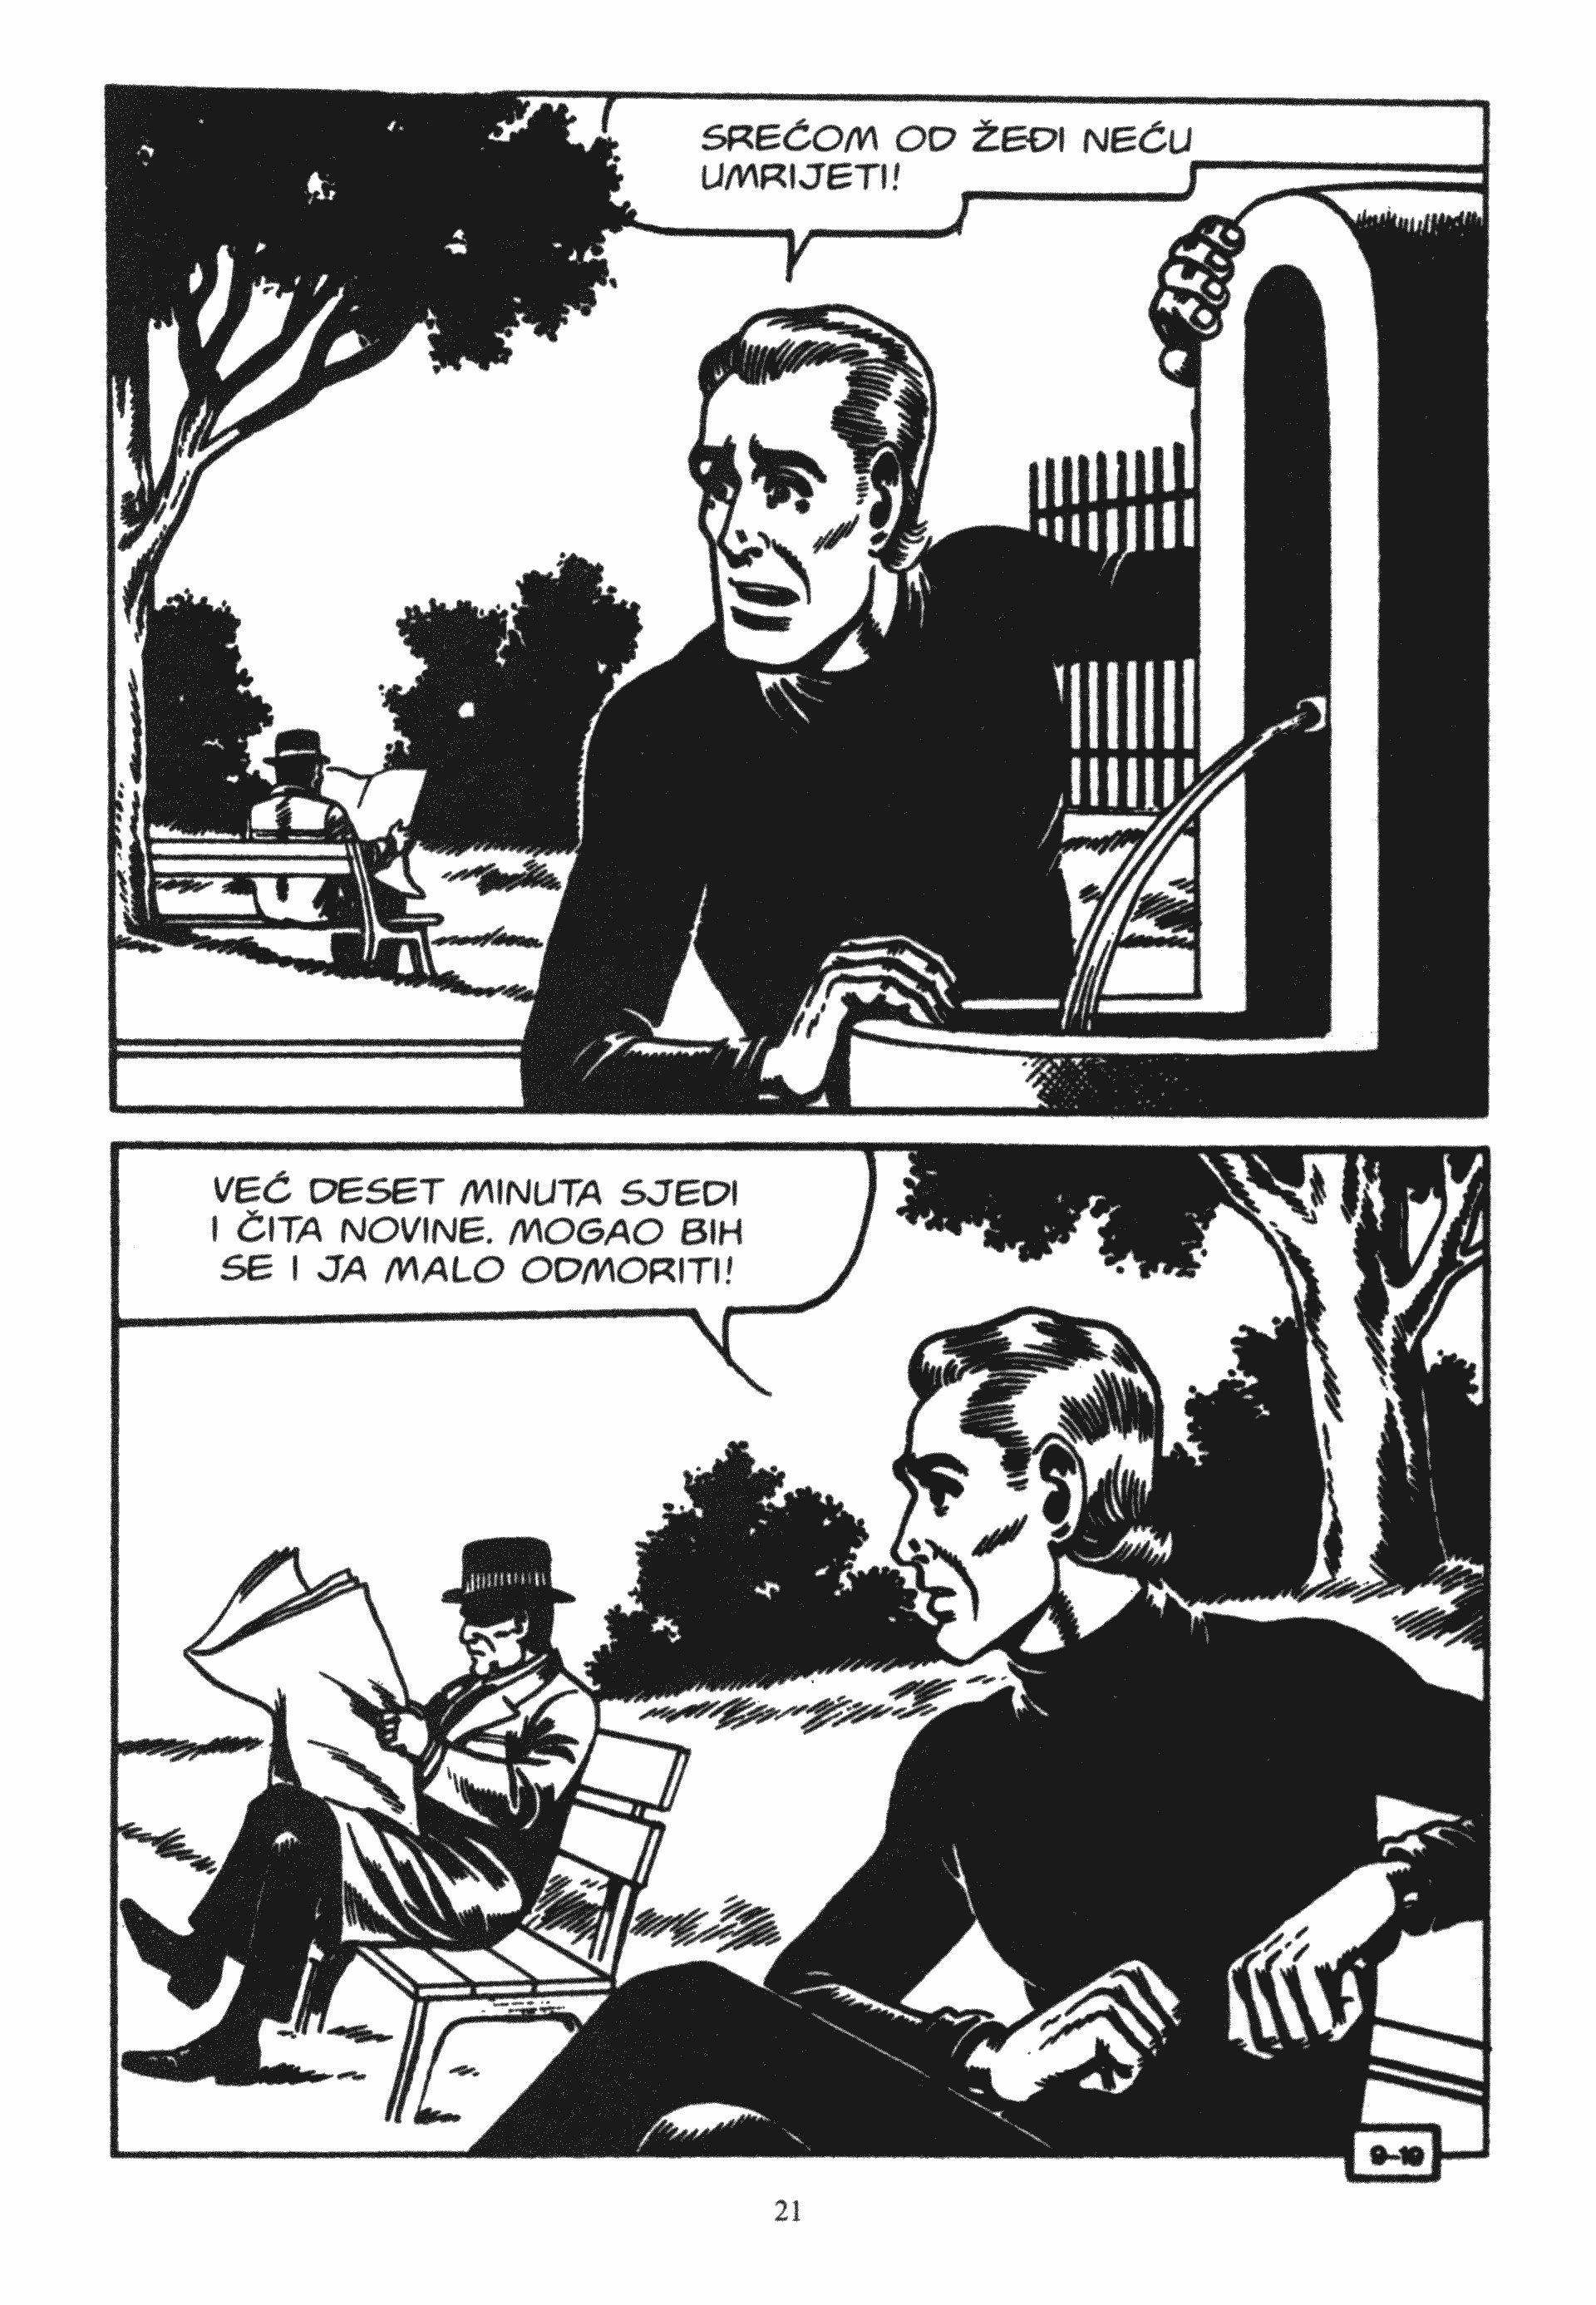 SREĆOM OD ŽEĐI NEĆU
UMRIJETI!
VEĆ DESET MINUTA SJEDI
I ČITA NOVINE. MOGAO BIH
SE I JA MALO ODMORITI!
9-19
21